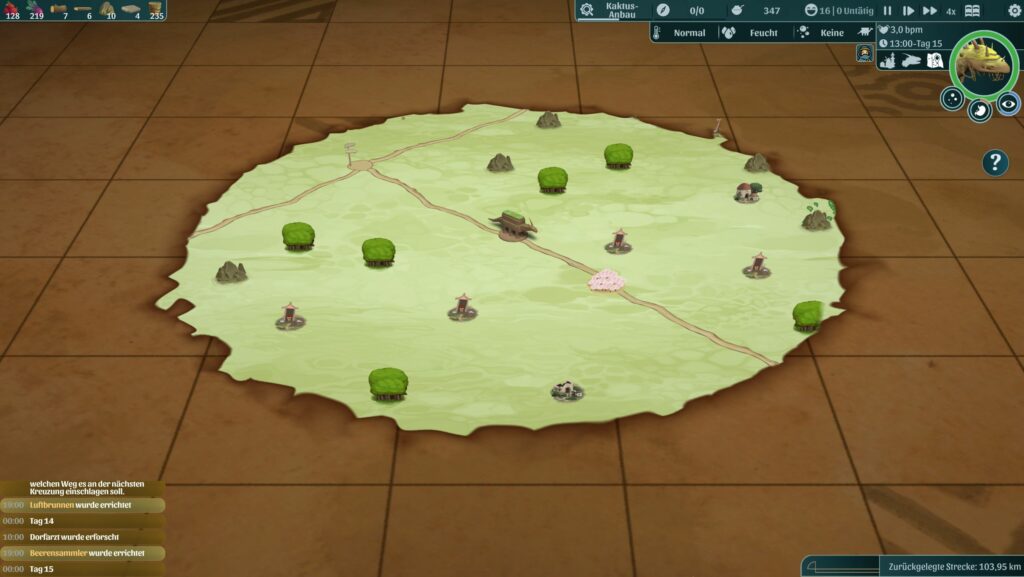 128 219 7 6 10 4 235
Kaktus-
Anbau
0/0
347
16 | 0 Untätig
4x
Normal
Feucht
Keine
3,0 bpm
13:00-Tag 15
?
welchen Weg es an der nächsten
Kreuzung einschlagen soll.
19:00 Luftbrunnen wurde errichtet
00:00 Tag 14
10:00 Dorfarzt wurde erforscht
19:00 Beerensammler wurde errichtet
00:00 Tag 15
Zurückgelegte Strecke: 103,95 km